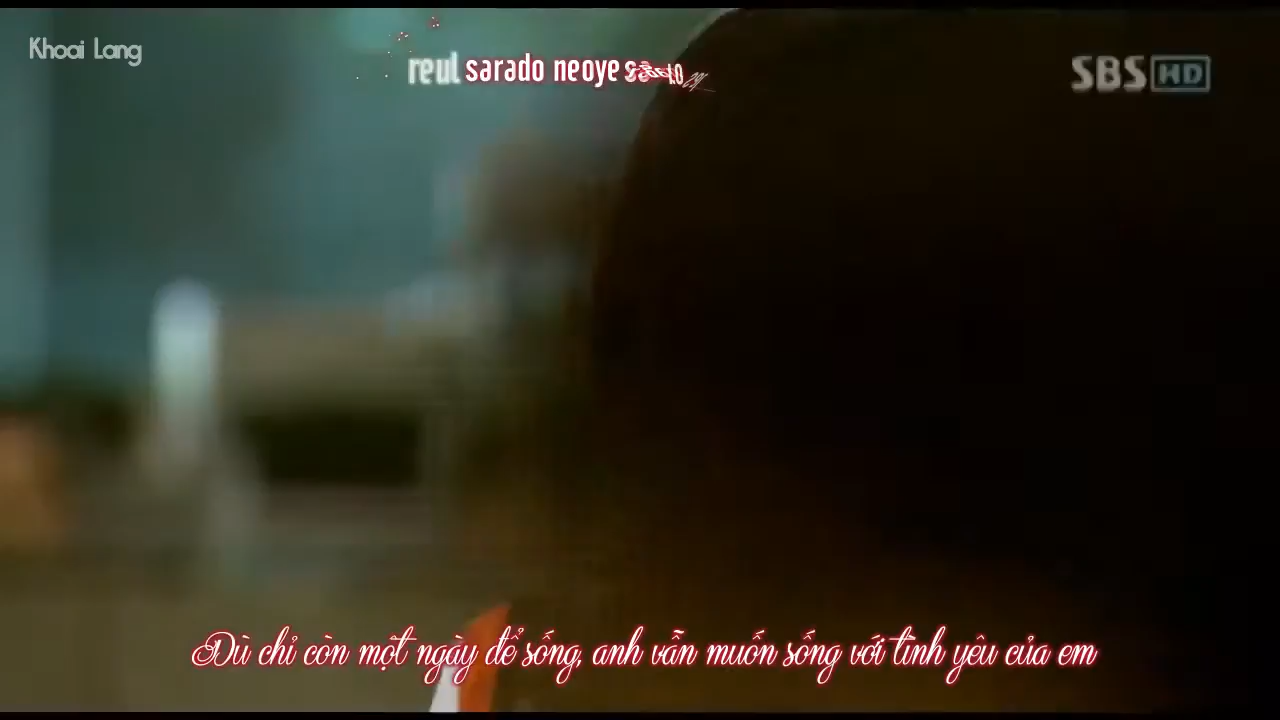 Khoai Lang
reul sarado neoye
SBS HD
Dù chỉ còn một ngày để sống, anh vẫn muốn sống với tình yêu của em